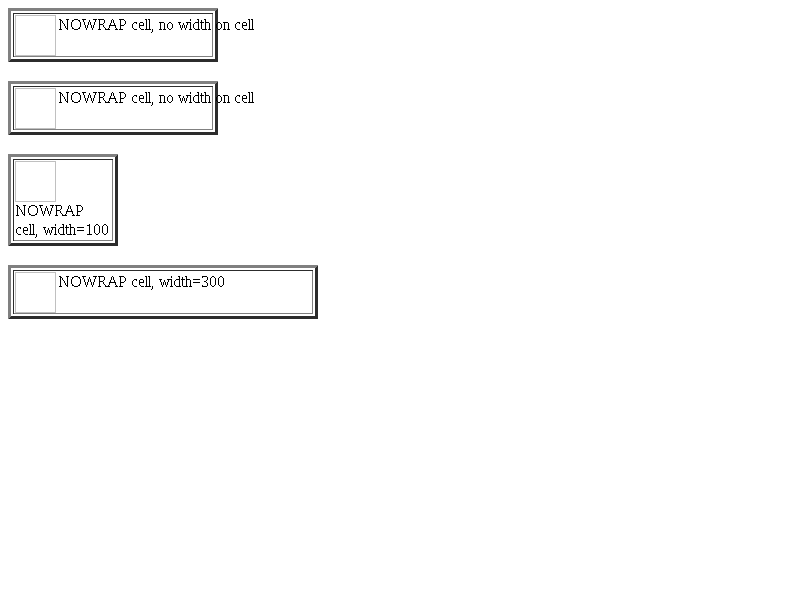 NOWRAP cell, no width on cell
NOWRAP cell, no width on cell
NOWRAP
cell, width=100
NOWRAP cell, width=300